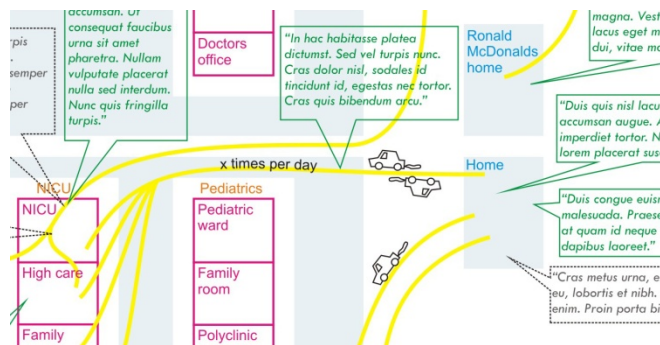 accumsan. Ut
consequat faucibus
urna sit amet
pharetra. Nullam
vulputate placerat
nulla sed interdum.
Nunc quis fringilla
turpis.”
semper
NICU
NICU
High care
Family
Doctors
office
“In hac habitasse platea
dictumst. Sed vel turpis nunc.
Cras dolor nisl, sodales id
tincidunt id, egestas nec tortor.
Cras quis bibendum arcu.”
x times per day
Pediatrics
Pediatric
ward
Family
room
Polyclinic
Ronald
McDonalds
home
magna. Vest
lacus eget m
dui, vitae mo
Home
“Duis quis nisl lacu
accumsan augue. A
imperdiet tortor. N
lorem placerat susc
“Duis congue euisn
malesuada. Praese
at quam id neque
dapibus laoreet.”
“Cras metus urna, e
eu, lobortis et nibh.
enim. Proin porta bi